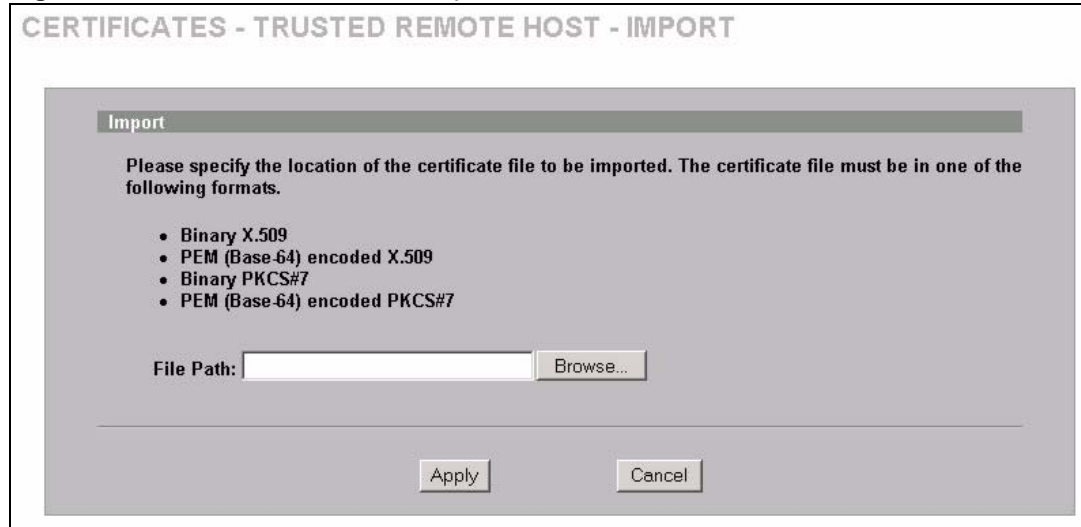 CERTIFICATES - TRUSTED REMOTE HOST - IMPORT
Import
Please specify the location of the certificate file to be imported. The certificate file must be in one of the
following formats.
• Binary X.509
• PEM (Base-64) encoded X.509
• Binary PKCS#7
• PEM (Base-64) encoded PKCS#7
File Path:
Browse...
Apply
Cancel